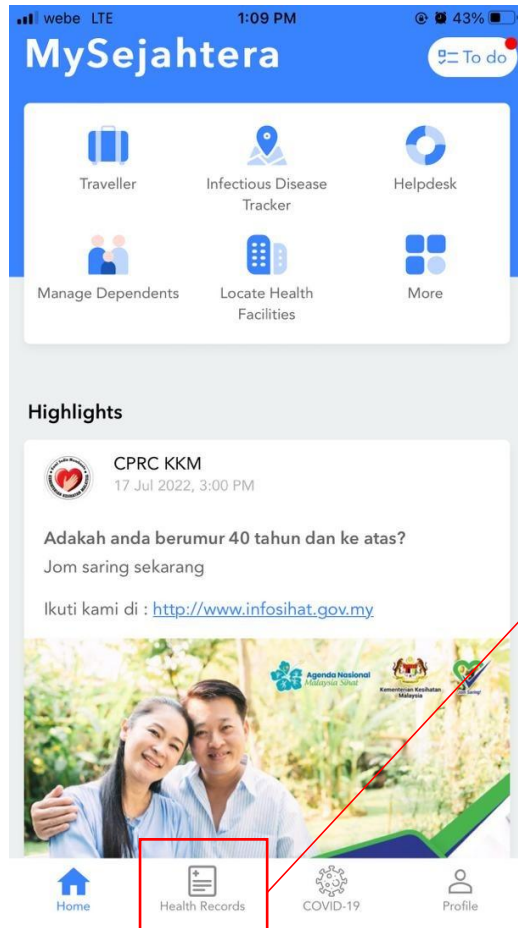 webe LTE 1:09 PM 43%
MySejahtera
To do
Traveller
Infectious Disease
Tracker
Helpdesk
Manage Dependents
Locate Health
Facilities
More
Highlights
CPRC KKM
17 Jul 2022, 3:00 PM
Adakah anda berumur 40 tahun dan ke atas?
Jom saring sekarang
Ikuti kami di : http://www.infosihat.gov.my
Agenda Nasional
Malaysia Sihat
Kementerian Kesihatan
Malaysia
Home
Health Records
COVID-19
Profile